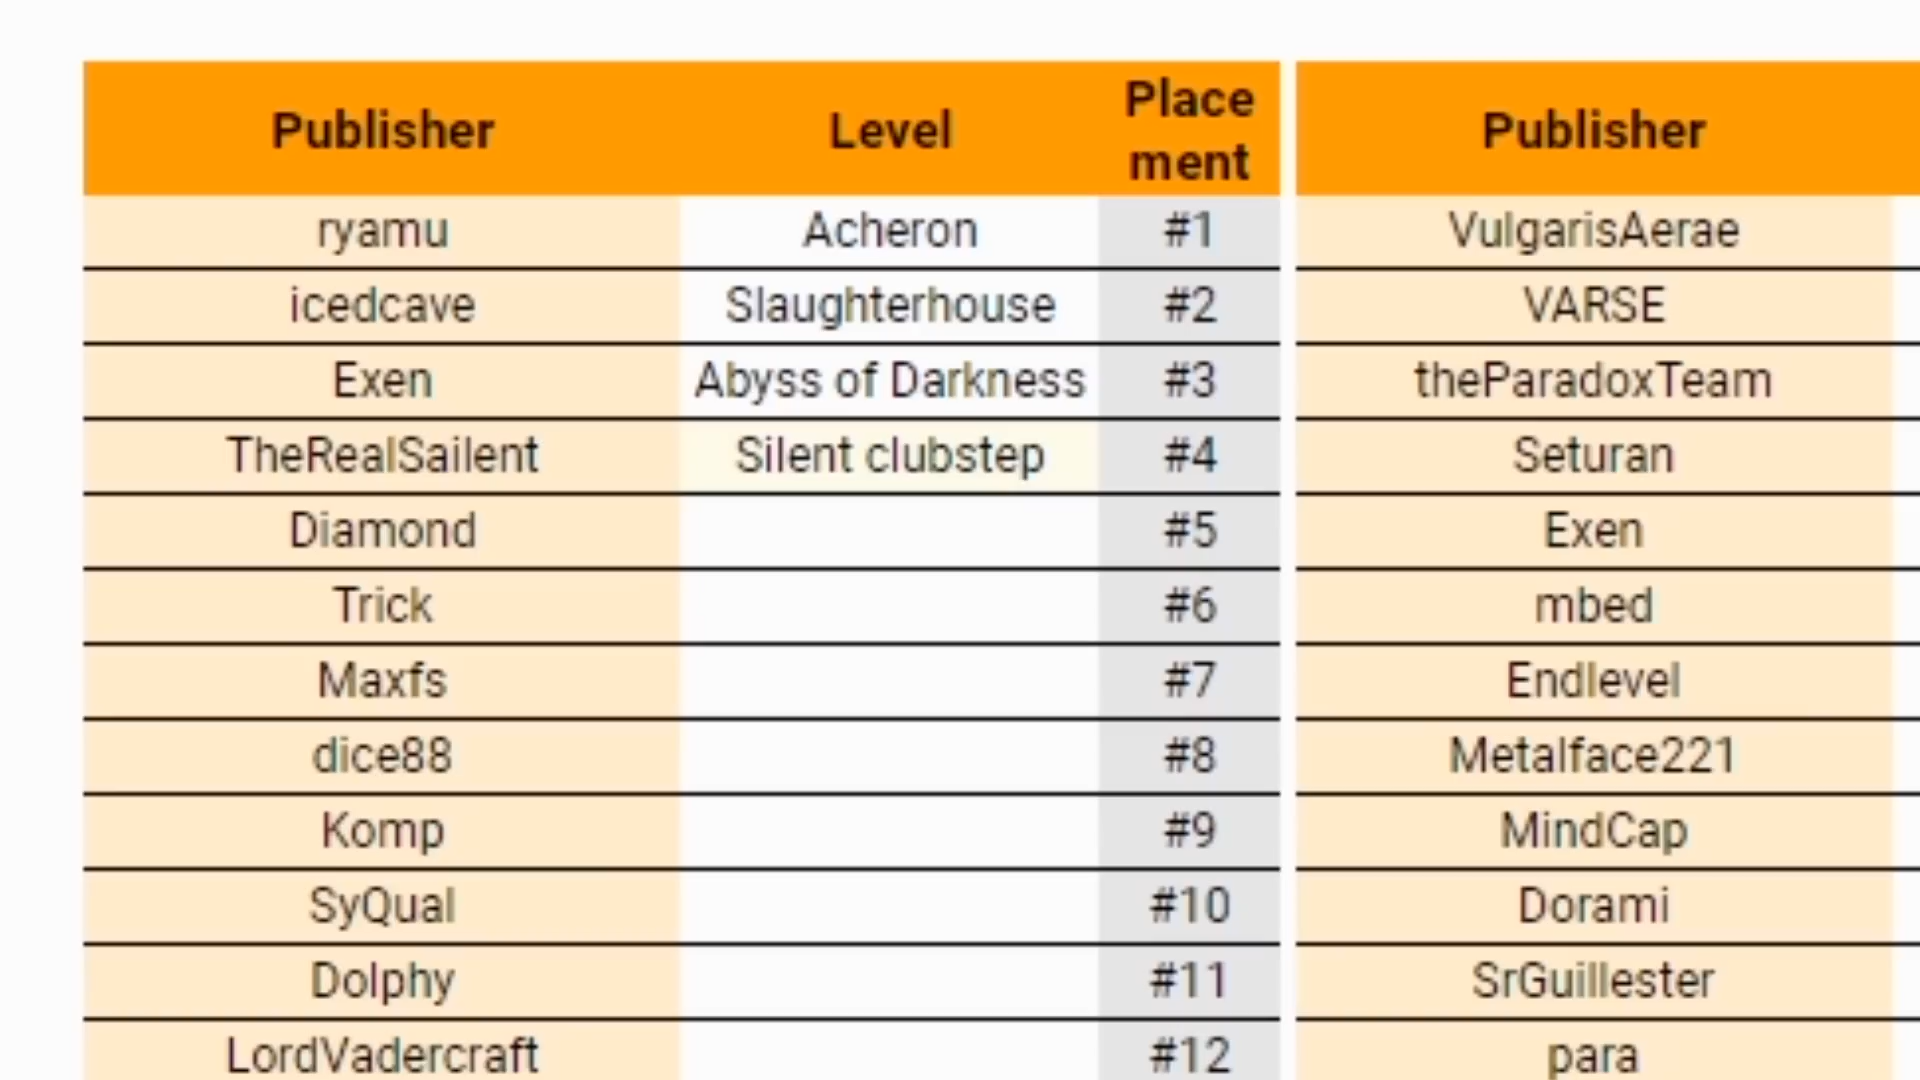 Publisher Level Place ment Publisher
ryamu Acheron #1 VulgarisAerae
icedcave Slaughterhouse #2 VARSE
Exen Abyss of Darkness #3 theParadoxTeam
TheRealSailent Silent clubstep #4 Seturan
Diamond #5 Exen
Trick #6 mbed
Maxfs #7 Endlevel
dice88 #8 Metalface221
Komp #9 MindCap
SyQual #10 Dorami
Dolphy #11 SrGuillester
LordVadercraft #12 para